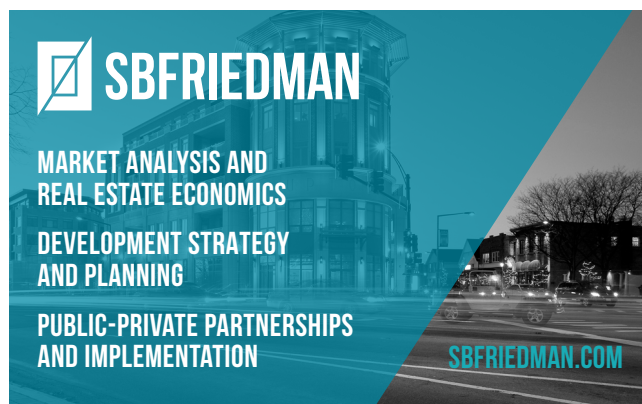 SBFRIEDMAN
MARKET ANALYSIS AND
REAL ESTATE ECONOMICS
DEVELOPMENT STRATEGY
AND PLANNING
PUBLIC-PRIVATE PARTNERSHIPS
AND IMPLEMENTATION
SBFRIEDMAN.COM